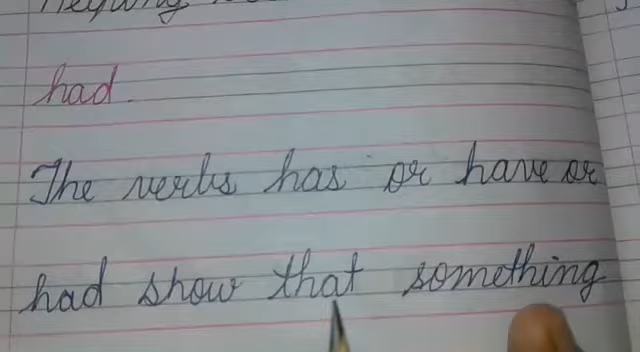 had.
The verbs has or have or
had show that something